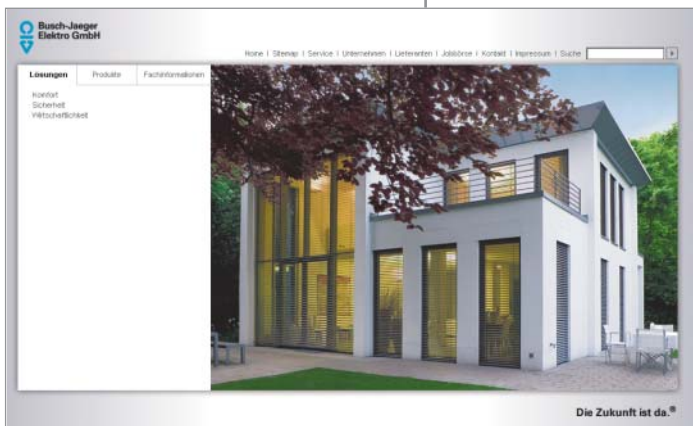 Busch-Jaeger
Elektro GmbH
Home | Sitemap | Service | Unternehmen | Lieferanten | Jobbörse | Kontakt | Impressum | Suche
Lösungen Produkte Fachinformationen
· Komfort
· Sicherheit
· Wirtschaftlichkeit
Die Zukunft ist da.®